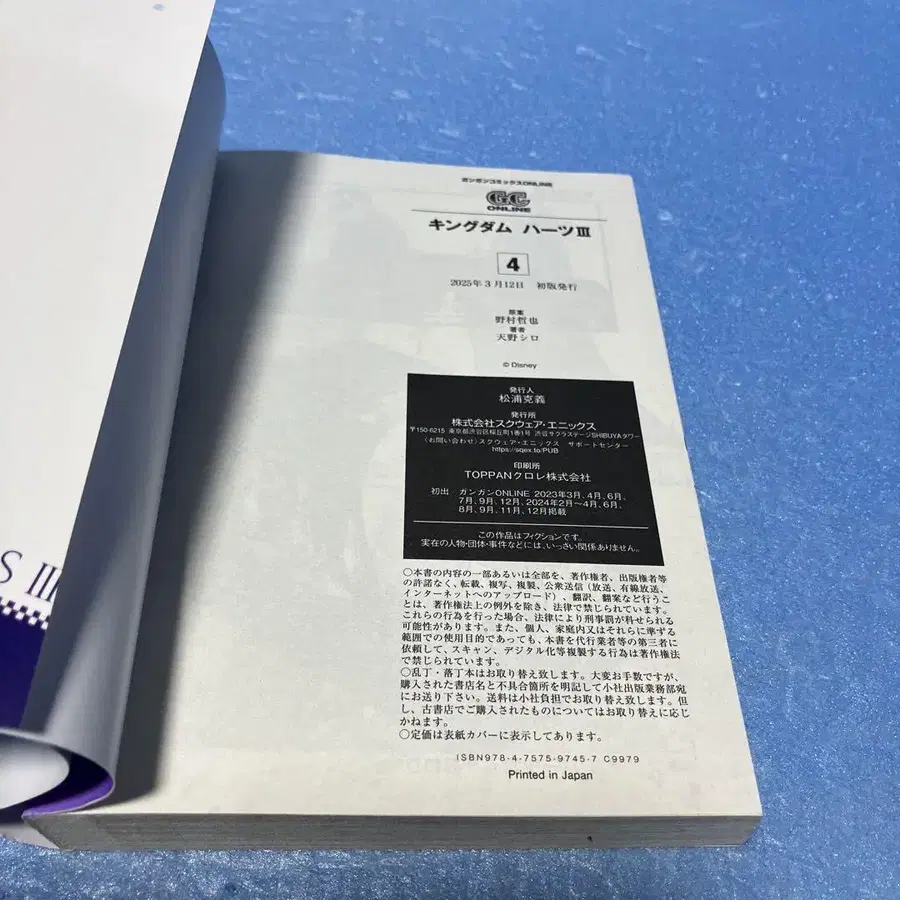 ガンガンコミックスONLINE
GC
ONLINE
キングダム ハーツIII
4
2025年3月12日 初版発行
原案
野村哲也
著者
天野シロ
© Disney
発行人
松浦克義
発行所
株式会社スクウェア・エニックス
〒150-6215 東京都渋谷区桜丘町1番1号 渋谷サクラステージSHIBUYAタワー
〈お問い合わせ〉スクウェア・エニックス サポートセンター
https://sqex.to/PUB
印刷所
TOPPANクロレ株式会社
初出 ガンガンONLINE 2023年3月、4月、6月、
7月、9月、12月、2024年2月〜4月、6月、
8月、9月、11月、12月掲載
この作品はフィクションです。
実在の人物・団体・事件などには、いっさい関係ありません。
○本書の内容の一部あるいは全部を、著作権者、出版権者等
の許諾なく、転載、複写、複製、公衆送信(放送、有線放送、
インターネットへのアップロード)、翻訳、翻案など行うこ
とは、著作権法上の例外を除き、法律で禁じられています。
これらの行為を行った場合、法律により刑事罰が科せられる
可能性があります。また、個人、家庭内又はそれらに準ずる
範囲での使用目的であっても、本書を代行業者等の第三者に
依頼して、スキャン、デジタル化等複製する行為は著作権法
で禁じられています。
○乱丁・落丁本はお取り替え致します。大変お手数ですが、
購入された書店名と不具合箇所を明記して小社出版業務部宛
にお送り下さい。送料は小社負担でお取り替え致します。但
し、古書店でご購入されたものについてはお取り替えに応じ
かねます。
○定価は表紙カバーに表示してあります。
ISBN978-4-7575-9745-7 C9979
Printed in Japan
S III